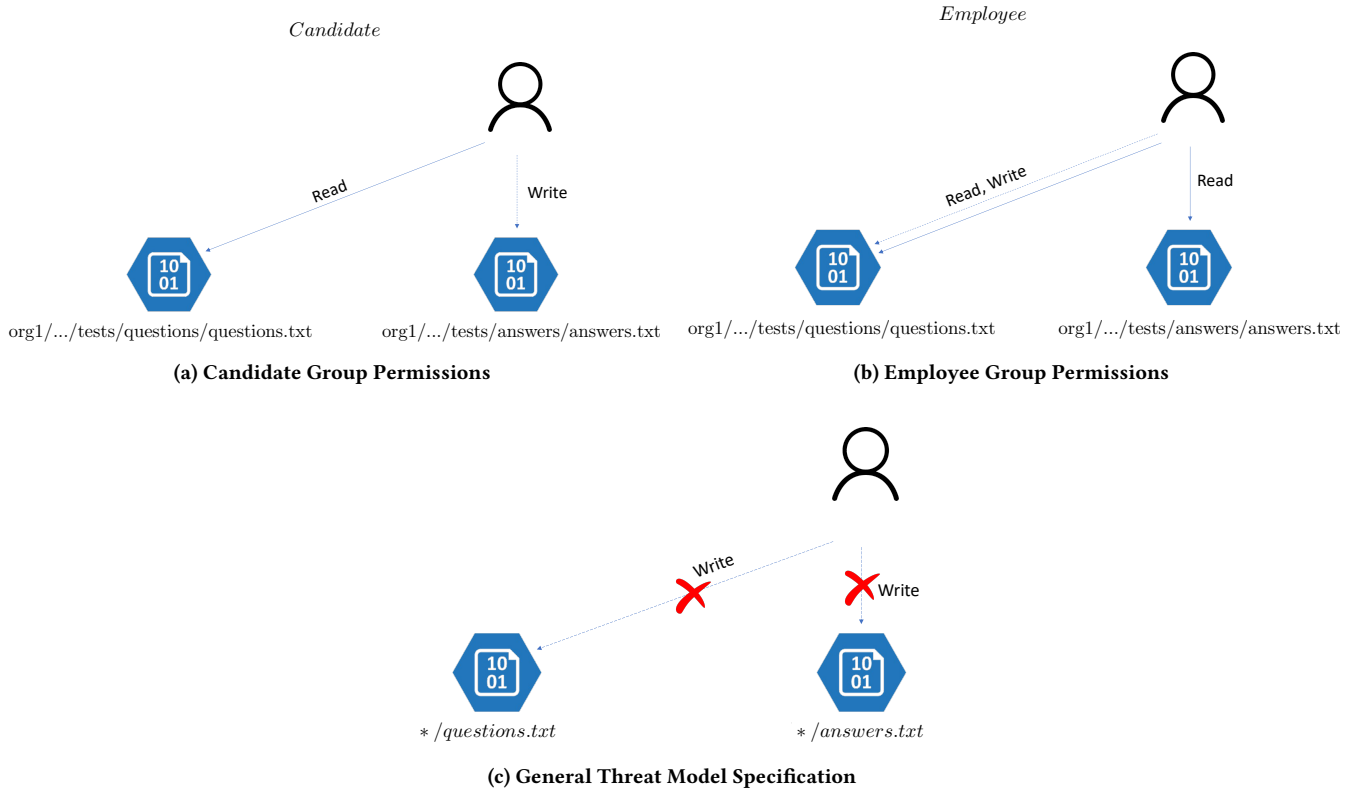 Candidate
Read
Write
10
01
10
01
org1/.../tests/questions/questions.txt
org1/.../tests/answers/answers.txt
(a) Candidate Group Permissions
Employee
Read, Write
Read
10
01
10
01
org1/.../tests/questions/questions.txt
org1/.../tests/answers/answers.txt
(b) Employee Group Permissions
Write
Write
10
01
10
01
* /questions.txt
* /answers.txt
(c) General Threat Model Specification